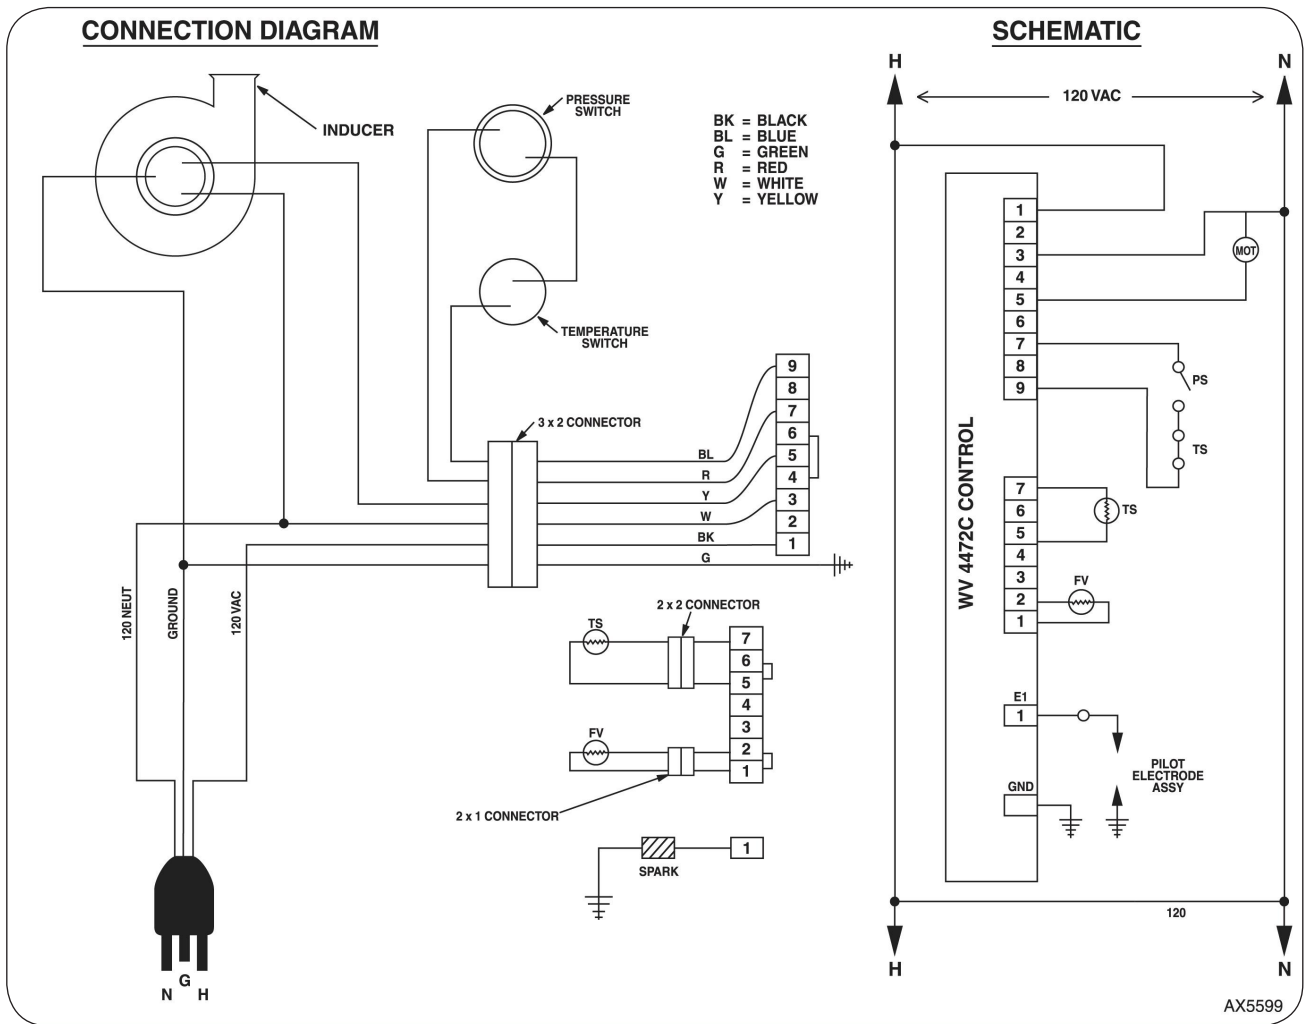 CONNECTION DIAGRAM
SCHEMATIC
INDUCER
PRESSURE
SWITCH
BK = BLACK
BL = BLUE
G = GREEN
R = RED
W = WHITE
Y = YELLOW
TEMPERATURE
SWITCH
3 x 2 CONNECTOR
BL
R
Y
W
BK
G
9
8
7
6
5
4
3
2
1
120 NEUT
GROUND
120 VAC
2 x 2 CONNECTOR
TS
7
6
5
4
3
2
1
FV
2 x 1 CONNECTOR
1
SPARK
N
G
H
H
N
120 VAC
1
2
3
4
5
6
7
8
9
MOT
PS
TS
WV 4472C CONTROL
7
6
5
4
3
2
1
TS
FV
E1
1
PILOT
ELECTRODE
ASSY
GND
120
H
N
AX5599